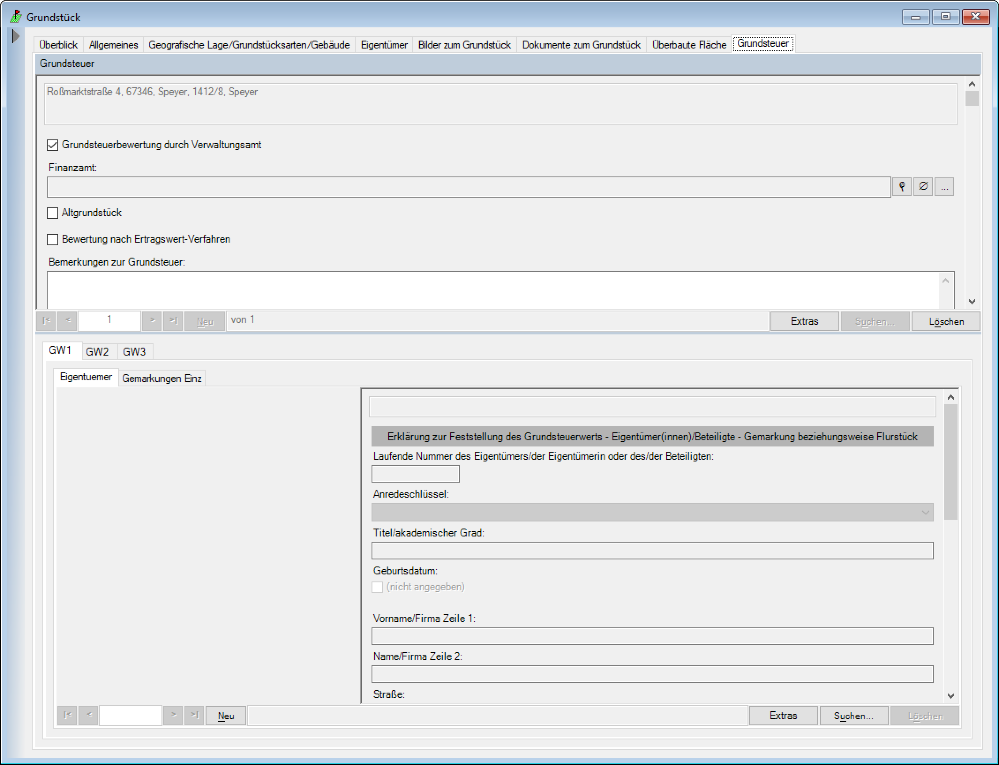 Grundstück
Überblick Allgemeines Geografische Lage/Grundstücksarten/Gebäude Eigentümer Bilder zum Grundstück Dokumente zum Grundstück Überbaute Fläche Grundsteuer
Grundsteuer
Roßmarktstraße 4, 67346, Speyer, 1412/8, Speyer
Grundsteuerbewertung durch Verwaltungsamt
Finanzamt:
...
Altgrundstück
Bewertung nach Ertragswert-Verfahren
Bemerkungen zur Grundsteuer:
|< < 1 > >| Neu von 1 Extras Suchen... Löschen
GW1 GW2 GW3
Eigentuemer Gemarkungen Einz
Erklärung zur Feststellung des Grundsteuerwerts - Eigentümer(innen)/Beteiligte - Gemarkung beziehungsweise Flurstück
Laufende Nummer des Eigentümers/der Eigentümerin oder des/der Beteiligten:
Anredeschlüssel:
Titel/akademischer Grad:
Geburtsdatum:
(nicht angegeben)
Vorname/Firma Zeile 1:
Name/Firma Zeile 2:
Straße:
|< < > >| Neu Extras Suchen... Löschen